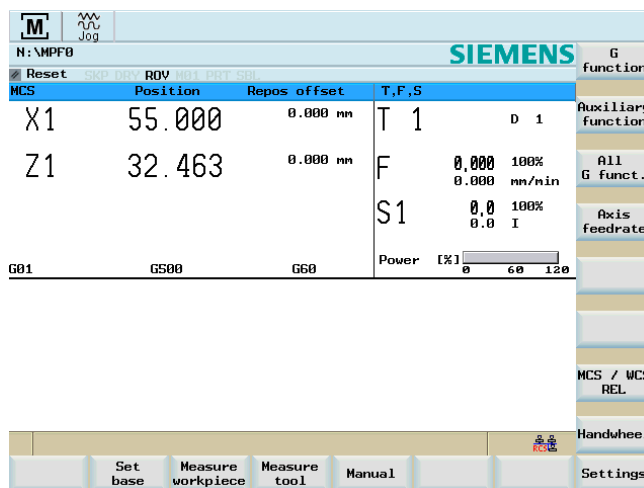 M
Jog
N:\MPF0
SIEMENS
Reset SKP DRY ROV M01 PRT SBL
MCS Position Repos offset T,F,S
X1 55.000 0.000 mm T 1 D 1
Z1 32.463 0.000 mm F 0.000 100%
0.000 mm/min
S1 0.0 100%
0.0 I
Power [%]
0 60 120
G01 G500 G60
G
function
Auxiliary
function
All
G funct.
Axis
feedrate
MCS / WCS
REL
Handwhee
Settings
RCS
Set
base
Measure
workpiece
Measure
tool
Manual